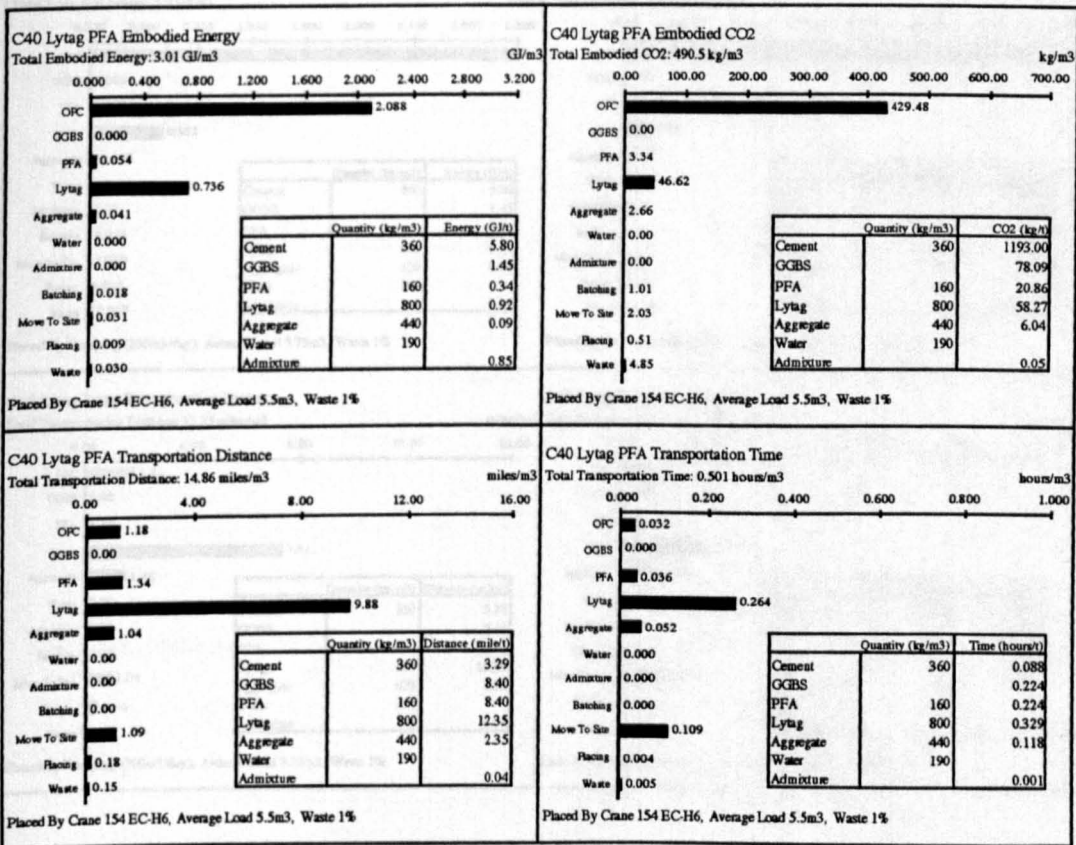 C40 Lytag PFA Embodied Energy
Total Embodied Energy: 3.01 GJ/m3
GJ/m3
0.000 0.400 0.800 1.200 1.600 2.000 2.400 2.800 3.200
OPC 2.088
GGBS 0.000
PFA 0.054
Lytag 0.736
Aggregate 0.041
Water 0.000
Admixture 0.000
Batching 0.018
Move To Site 0.031
Placing 0.009
Waste 0.030
Quantity (kg/m3) Energy (GJ/t)
Cement 360 5.80
GGBS 1.45
PFA 160 0.34
Lytag 800 0.92
Aggregate 440 0.09
Water 190
Admixture 0.85
Placed By Crane 154 EC-H6, Average Load 5.5m3, Waste 1%
C40 Lytag PFA Embodied CO2
Total Embodied CO2: 490.5 kg/m3
kg/m3
0.00 100.00 200.00 300.00 400.00 500.00 600.00 700.00
OPC 429.48
GGBS 0.00
PFA 3.34
Lytag 46.62
Aggregate 2.66
Water 0.00
Admixture 0.00
Batching 1.01
Move To Site 2.03
Placing 0.51
Waste 4.85
Quantity (kg/m3) CO2 (kg/t)
Cement 360 1193.00
GGBS 78.09
PFA 160 20.86
Lytag 800 58.27
Aggregate 440 6.04
Water 190
Admixture 0.05
Placed By Crane 154 EC-H6, Average Load 5.5m3, Waste 1%
C40 Lytag PFA Transportation Distance
Total Transportation Distance: 14.86 miles/m3
miles/m3
0.00 4.00 8.00 12.00 16.00
OPC 1.18
GGBS 0.00
PFA 1.34
Lytag 9.88
Aggregate 1.04
Water 0.00
Admixture 0.00
Batching 0.00
Move To Site 1.09
Placing 0.18
Waste 0.15
Quantity (kg/m3) Distance (mile/t)
Cement 360 3.29
GGBS 8.40
PFA 160 8.40
Lytag 800 12.35
Aggregate 440 2.35
Water 190
Admixture 0.04
Placed By Crane 154 EC-H6, Average Load 5.5m3, Waste 1%
C40 Lytag PFA Transportation Time
Total Transportation Time: 0.501 hours/m3
hours/m3
0.000 0.200 0.400 0.600 0.800 1.000
OPC 0.032
GGBS 0.000
PFA 0.036
Lytag 0.264
Aggregate 0.052
Water 0.000
Admixture 0.000
Batching 0.000
Move To Site 0.109
Placing 0.004
Waste 0.005
Quantity (kg/m3) Time (hours/t)
Cement 360 0.088
GGBS 0.224
PFA 160 0.224
Lytag 800 0.329
Aggregate 440 0.118
Water 190
Admixture 0.001
Placed By Crane 154 EC-H6, Average Load 5.5m3, Waste 1%